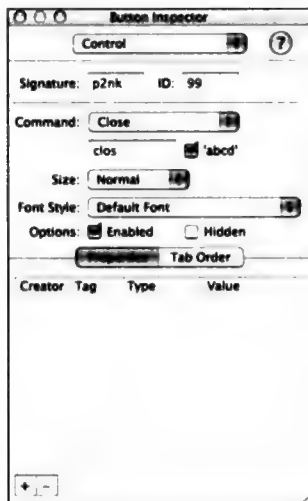 Button Inspector
Control ?
Signature: p2nk ID: 99
Command: Close
clos 'abcd'
Size: Normal
Font Style: Default Font
Options: Enabled Hidden
Properties Tab Order
Creator Tag Type Value
+ -